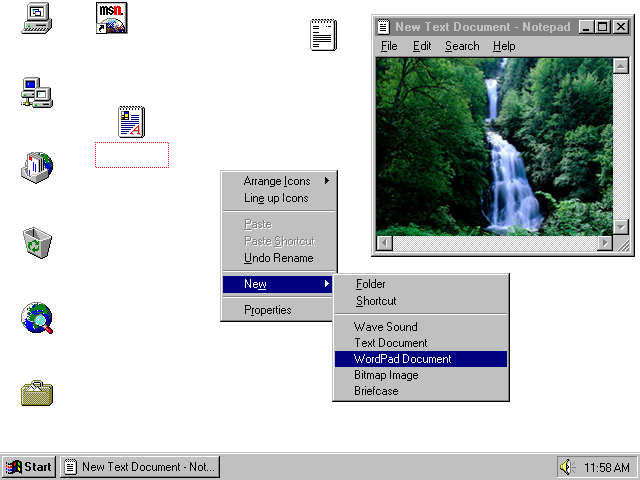 msn.
New Text Document - Notepad
File Edit Search Help
Arrange Icons
Line up Icons
Paste
Paste Shortcut
Undo Rename
New
Properties
Folder
Shortcut
Wave Sound
Text Document
WordPad Document
Bitmap Image
Briefcase
Start
New Text Document - Not...
11:58 AM